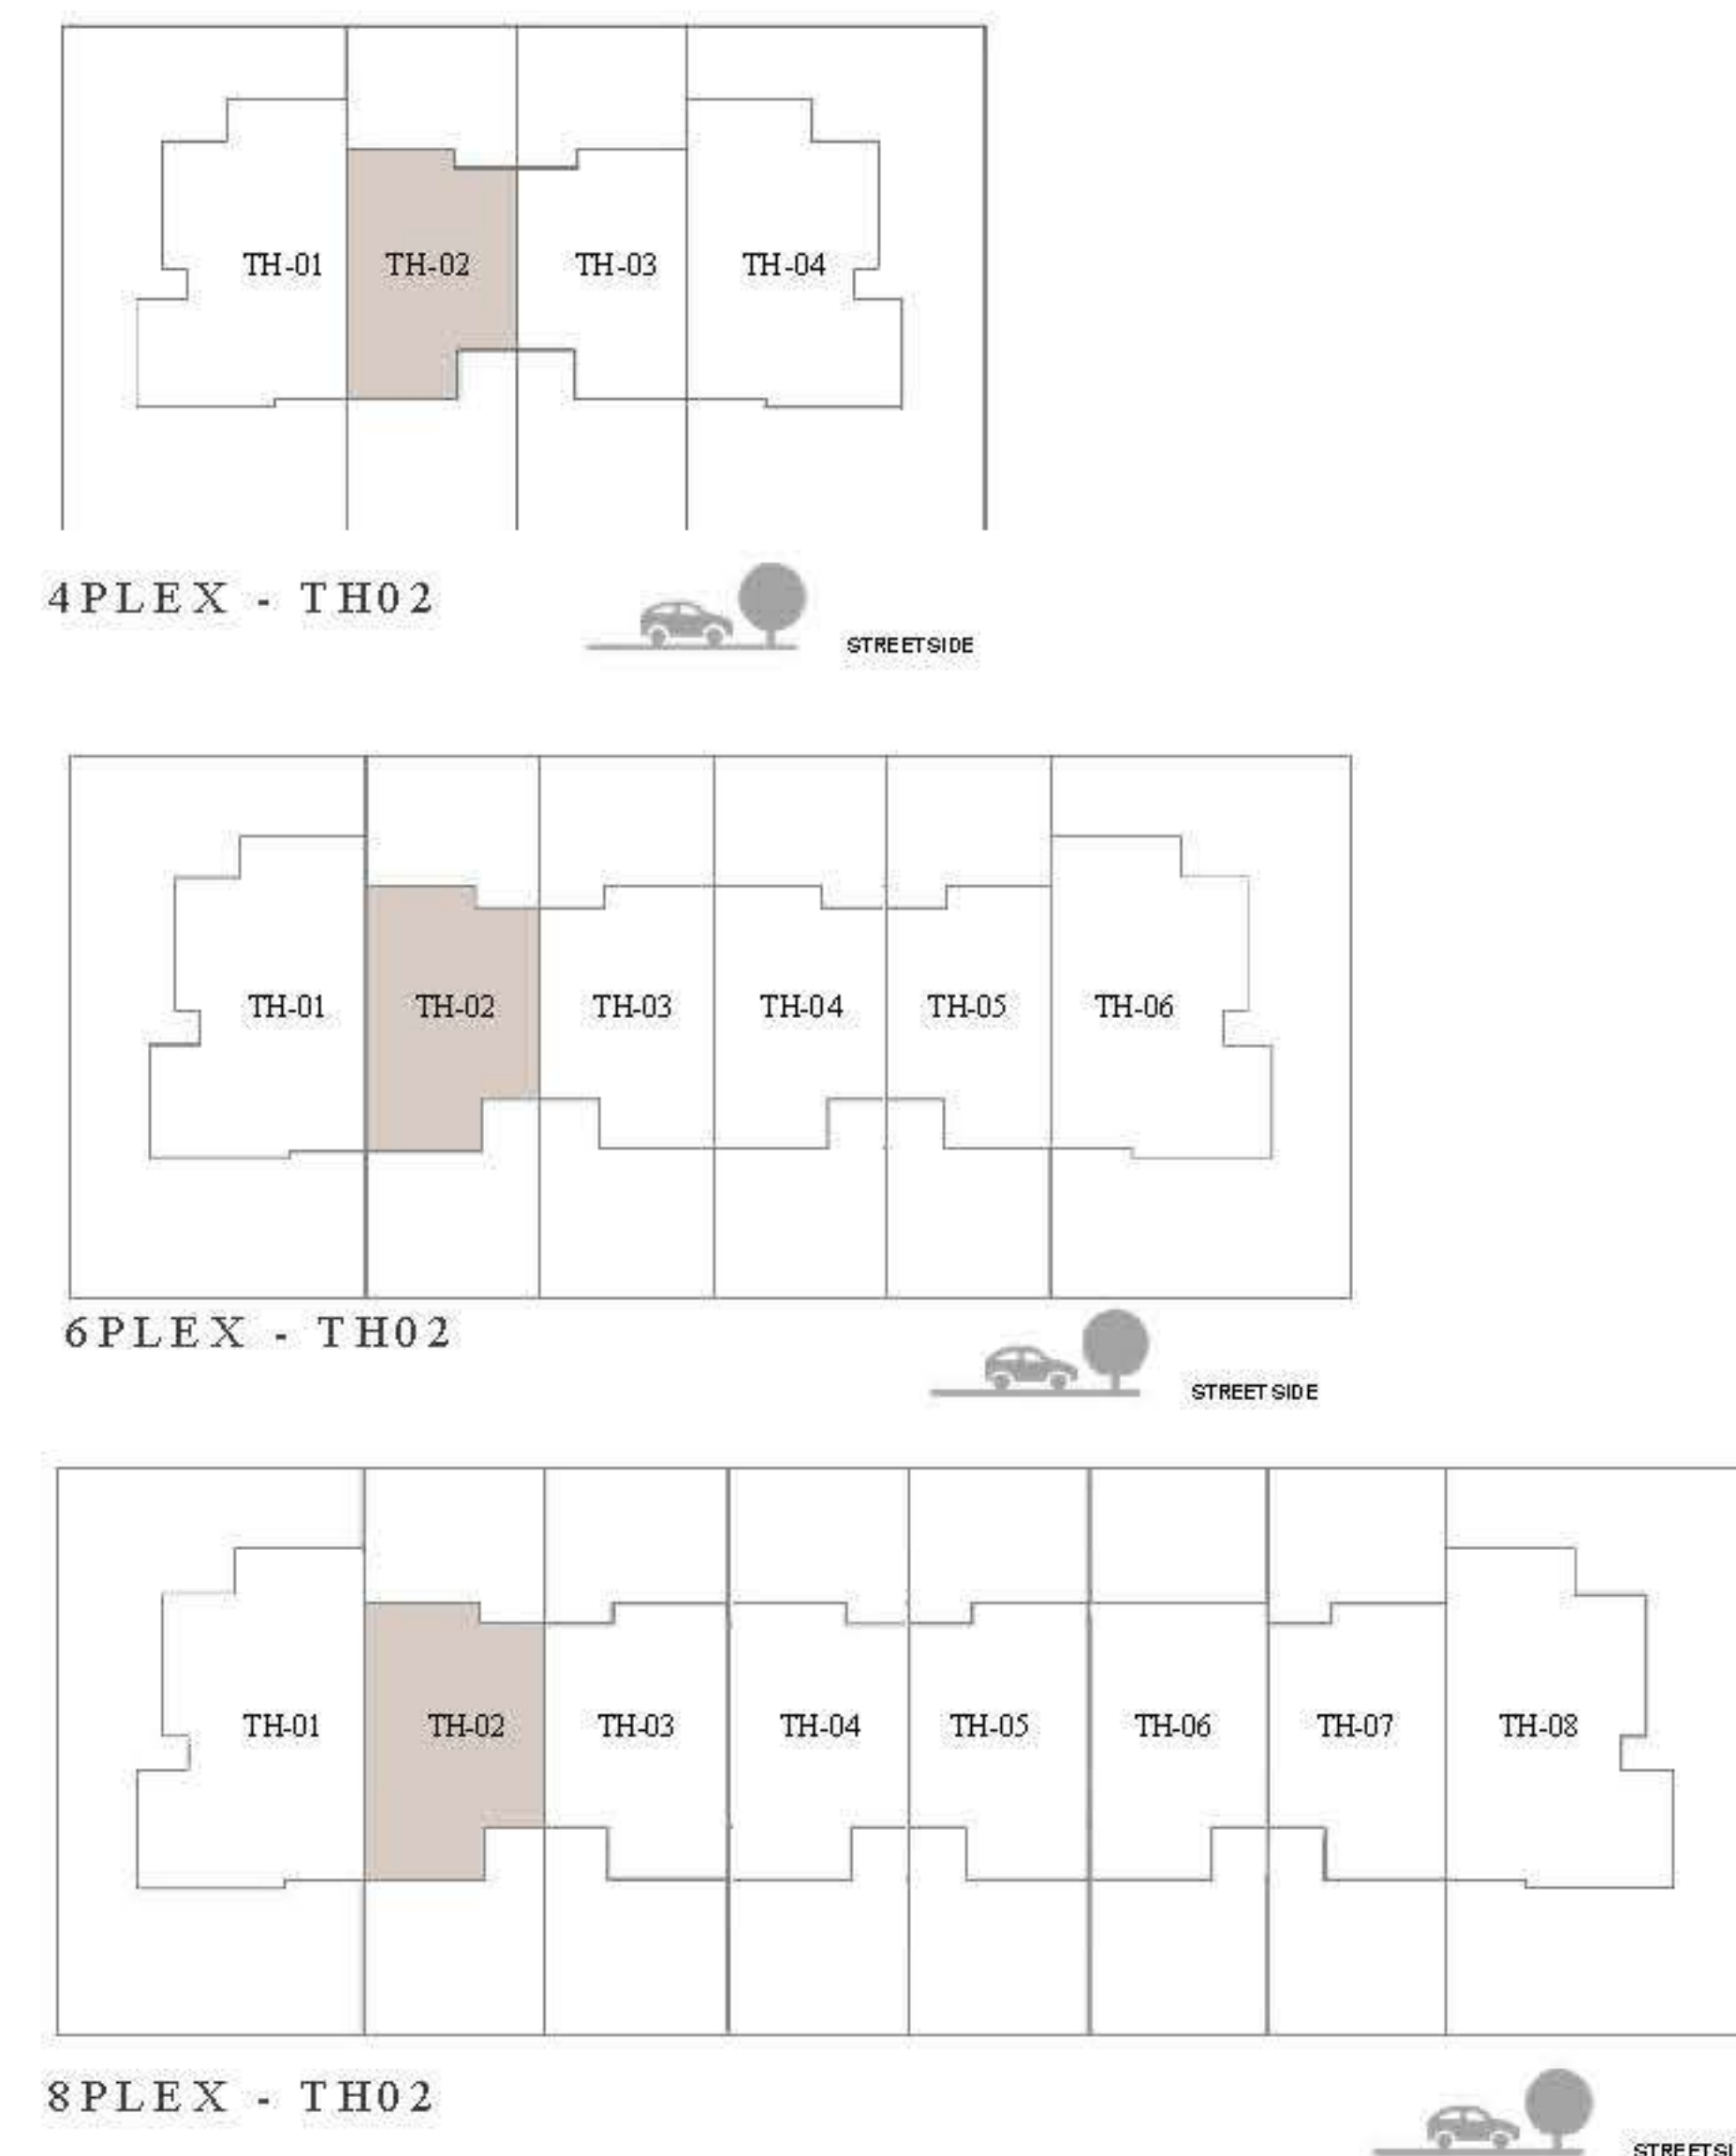 TH-01 TH-02 TH-03 TH-04
4PLEX - TH02
STREETSIDE
TH-01 TH-02 TH-03 TH-04 TH-05 TH-06
6PLEX - TH02
STREET SIDE
TH-01 TH-02 TH-03 TH-04 TH-05 TH-06 TH-07 TH-08
8PLEX - TH02